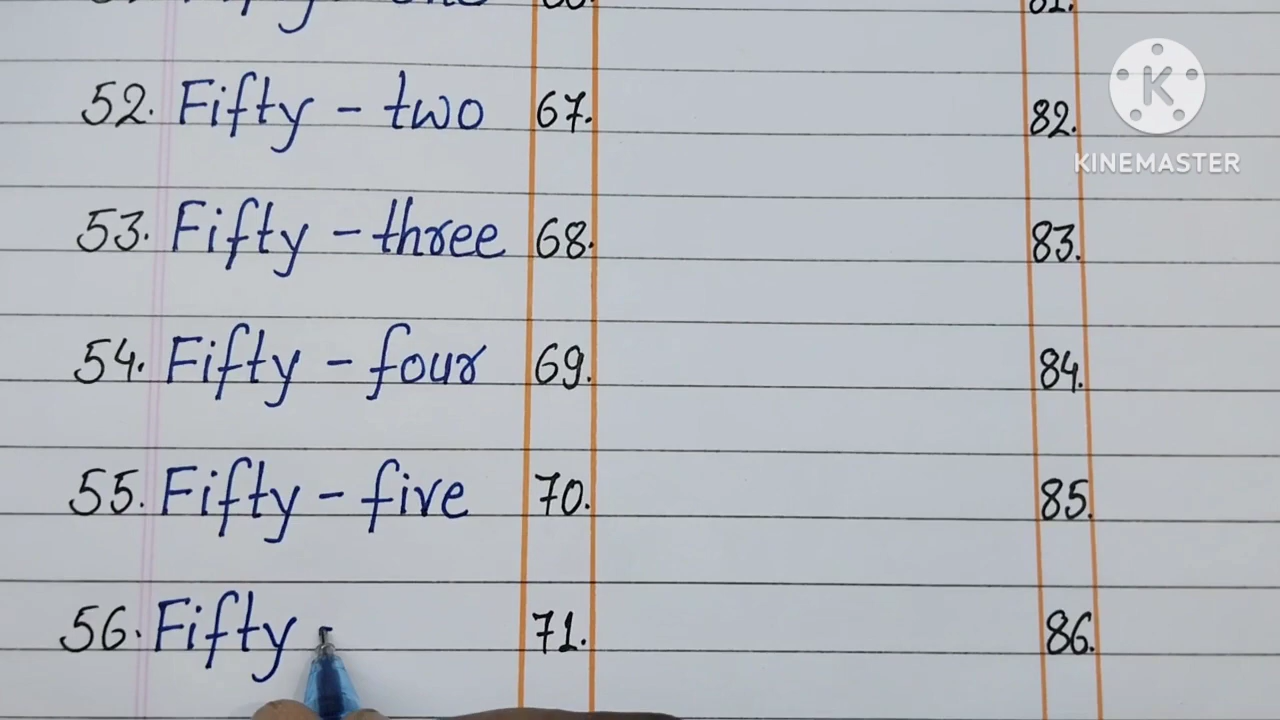 52. Fifty - two 67. 82.
KINEMASTER
53. Fifty - three 68. 83.
54. Fifty - four 69. 84.
55. Fifty - five 70. 85.
56. Fifty - 71. 86.